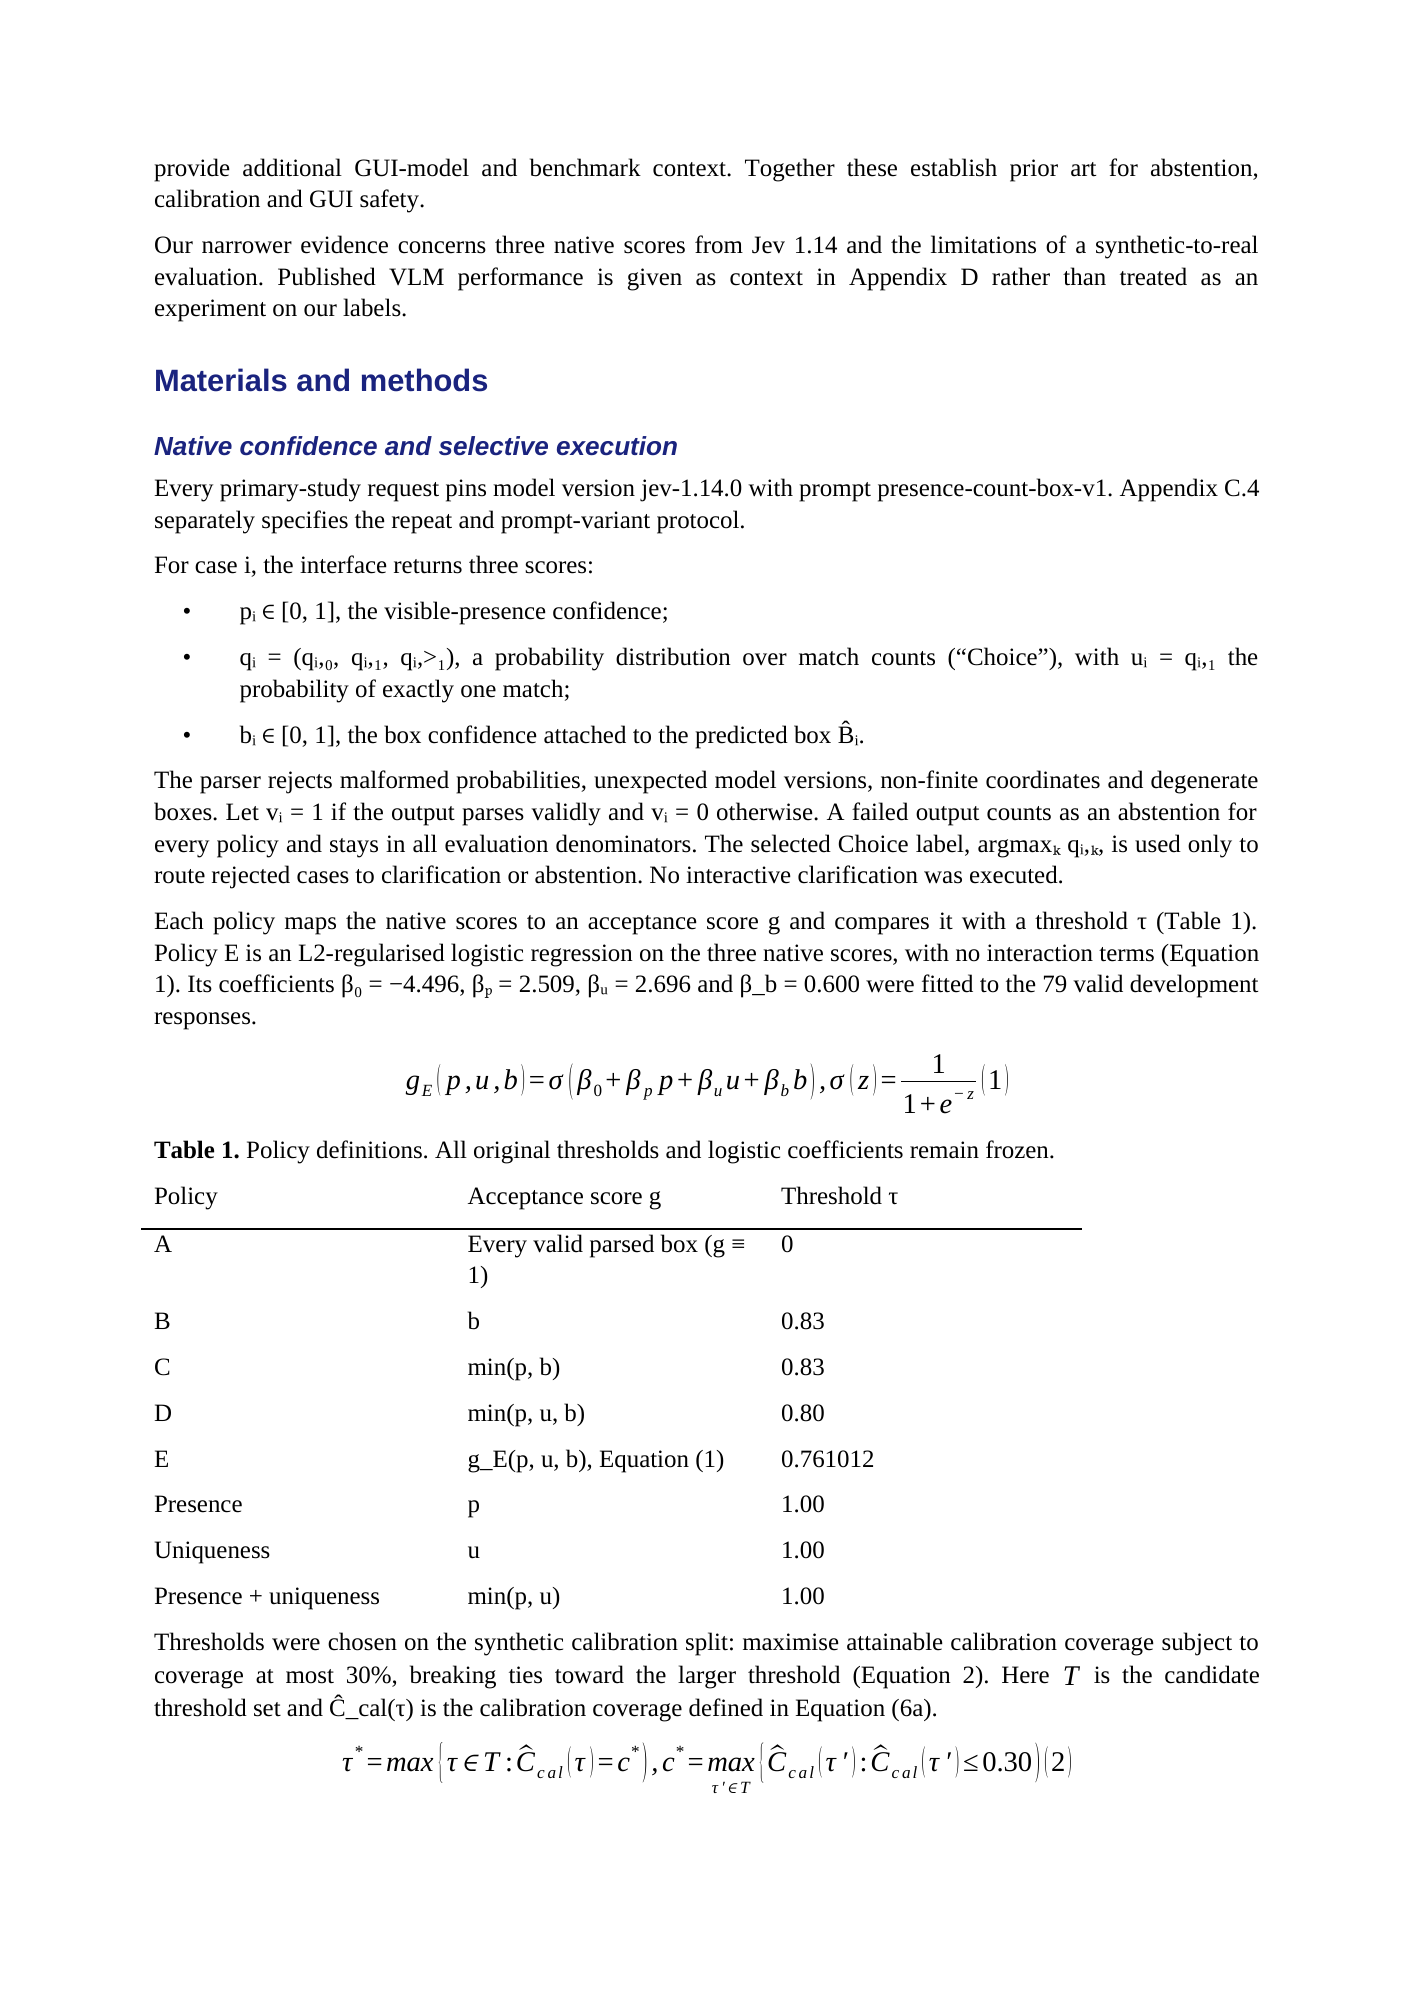 provide additional GUI-model and benchmark context. Together these establish prior art for abstention,
calibration and GUI safety.
Our narrower evidence concerns three native scores from Jev 1.14 and the limitations of a synthetic-to-real
evaluation. Published VLM performance is given as context in Appendix D rather than treated as an
experiment on our labels.
Materials and methods
Native confidence and selective execution
Every primary-study request pins model version jev-1.14.0 with prompt presence-count-box-v1. Appendix C.4
separately specifies the repeat and prompt-variant protocol.
For case i, the interface returns three scores:
• pᵢ ∈ [0, 1], the visible-presence confidence;
• qᵢ = (qᵢ,₀, qᵢ,₁, qᵢ,>₁), a probability distribution over match counts (“Choice”), with uᵢ = qᵢ,₁ the
probability of exactly one match;
• bᵢ ∈ [0, 1], the box confidence attached to the predicted box B̂ᵢ.
The parser rejects malformed probabilities, unexpected model versions, non-finite coordinates and degenerate
boxes. Let vᵢ = 1 if the output parses validly and vᵢ = 0 otherwise. A failed output counts as an abstention for
every policy and stays in all evaluation denominators. The selected Choice label, argmaxₖ qᵢ,ₖ, is used only to
route rejected cases to clarification or abstention. No interactive clarification was executed.
Each policy maps the native scores to an acceptance score g and compares it with a threshold τ (Table 1).
Policy E is an L2-regularised logistic regression on the three native scores, with no interaction terms (Equation
1). Its coefficients β₀ = −4.496, βₚ = 2.509, βᵤ = 2.696 and β_b = 0.600 were fitted to the 79 valid development
responses.
g_E(p,u,b)=σ(β₀+β_p p+β_u u+β_b b),σ(z)=1/(1+e^−z)(1)
Table 1. Policy definitions. All original thresholds and logistic coefficients remain frozen.
Policy Acceptance score g Threshold τ
A Every valid parsed box (g ≡ 0
1)
B b 0.83
C min(p, b) 0.83
D min(p, u, b) 0.80
E g_E(p, u, b), Equation (1) 0.761012
Presence p 1.00
Uniqueness u 1.00
Presence + uniqueness min(p, u) 1.00
Thresholds were chosen on the synthetic calibration split: maximise attainable calibration coverage subject to
coverage at most 30%, breaking ties toward the larger threshold (Equation 2). Here T is the candidate
threshold set and Ĉ_cal(τ) is the calibration coverage defined in Equation (6a).
τ*=max{τ∈T:Ĉ_cal(τ)=c*),c*=max_{τ'∈T}{Ĉ_cal(τ'):Ĉ_cal(τ')≤0.30)(2)